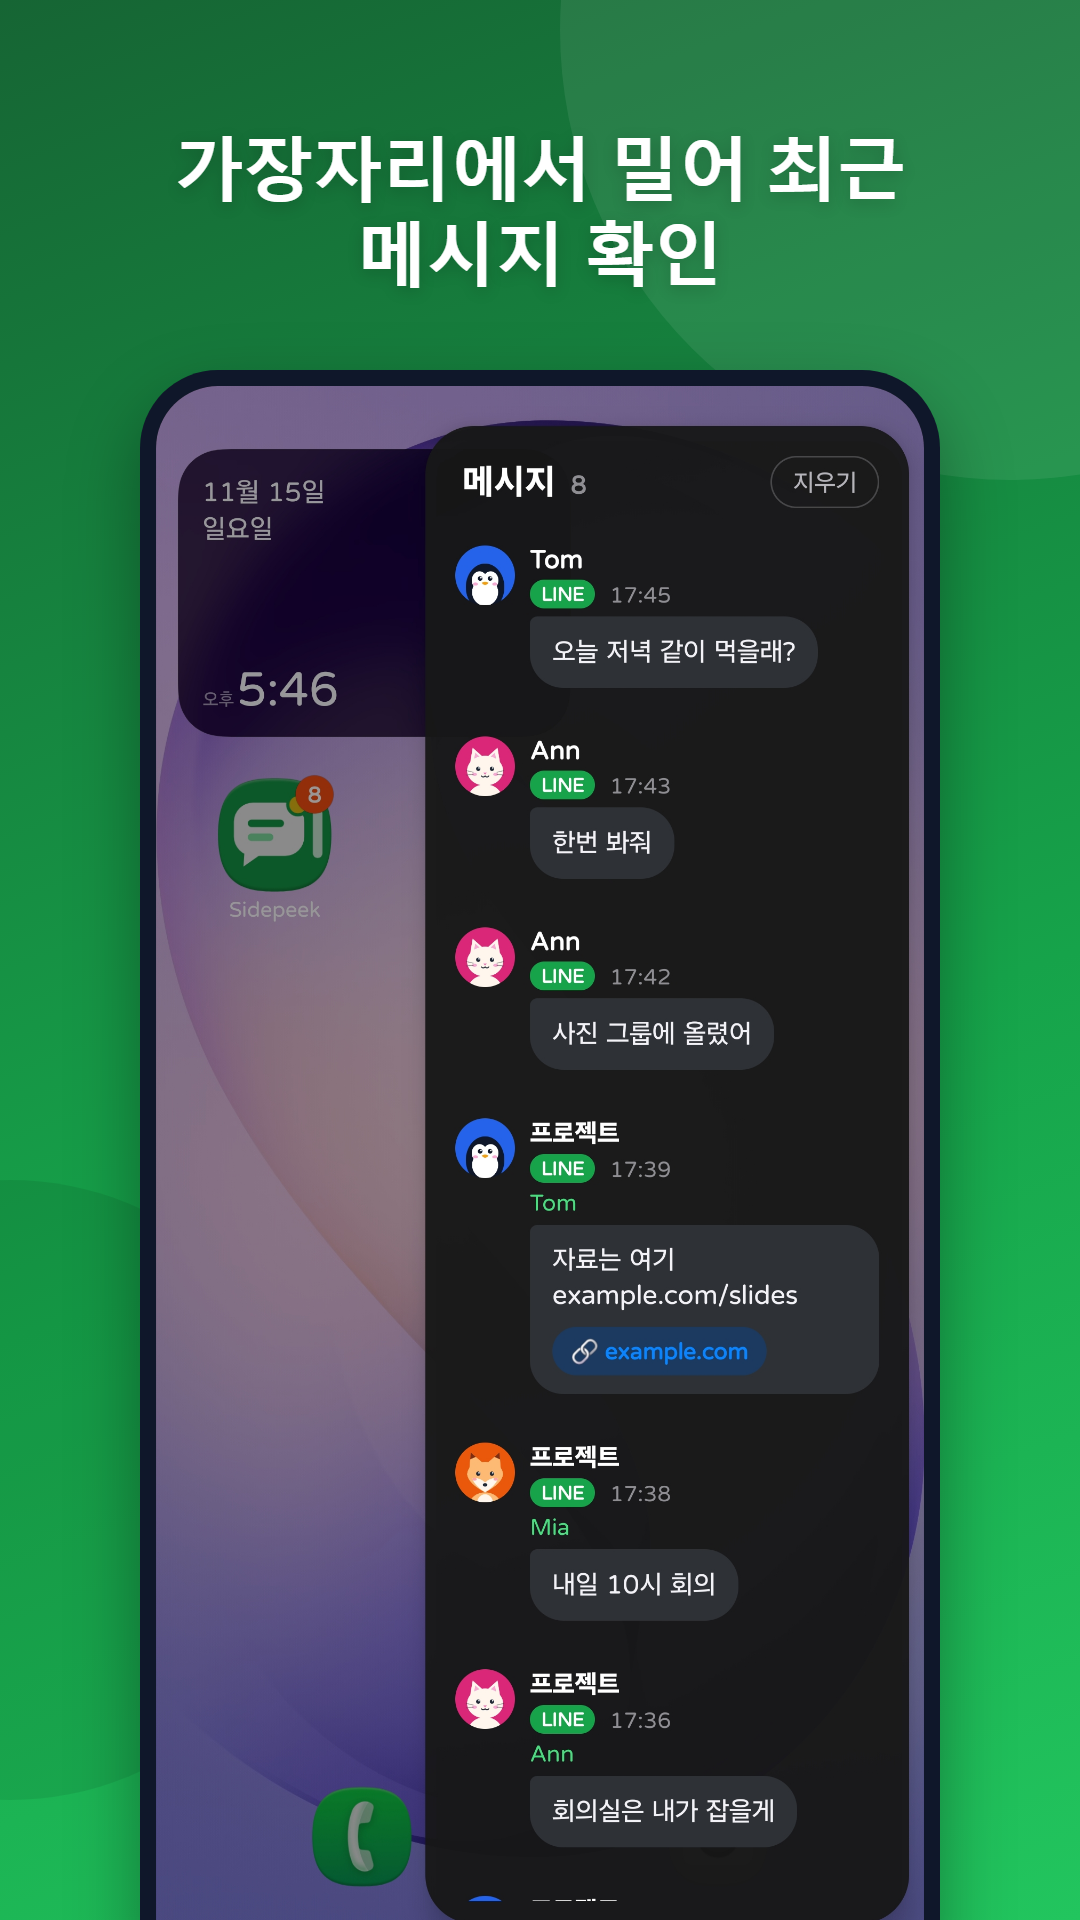 가장자리에서 밀어 최근
메시지 확인
11월 15일
일요일
오후 5:46
8
Sidepeek
메시지 8
지우기
Tom
LINE 17:45
오늘 저녁 같이 먹을래?
Ann
LINE 17:43
한번 봐줘
Ann
LINE 17:42
사진 그룹에 올렸어
프로젝트
LINE 17:39
Tom
자료는 여기
example.com/slides
🔗 example.com
프로젝트
LINE 17:38
Mia
내일 10시 회의
프로젝트
LINE 17:36
Ann
회의실은 내가 잡을게